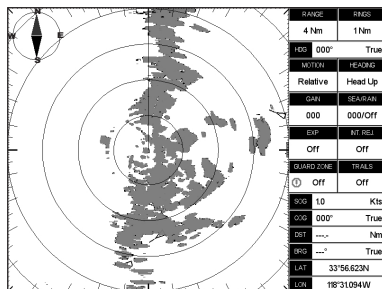 N
W E
S
RANGE RINGS
4 Nm 1 Nm
HDG 000° True
MOTION HEADING
Relative Head Up
GAIN SEA/RAIN
000 000/Off
EXP INT. REJ.
Off Off
GUARD ZONE TRAILS
Off Off
SOG 1.0 Kts
COG 000° True
DST ---.- Nm
BRG ---° True
LAT 33°56.623N
LON 118°31.094W